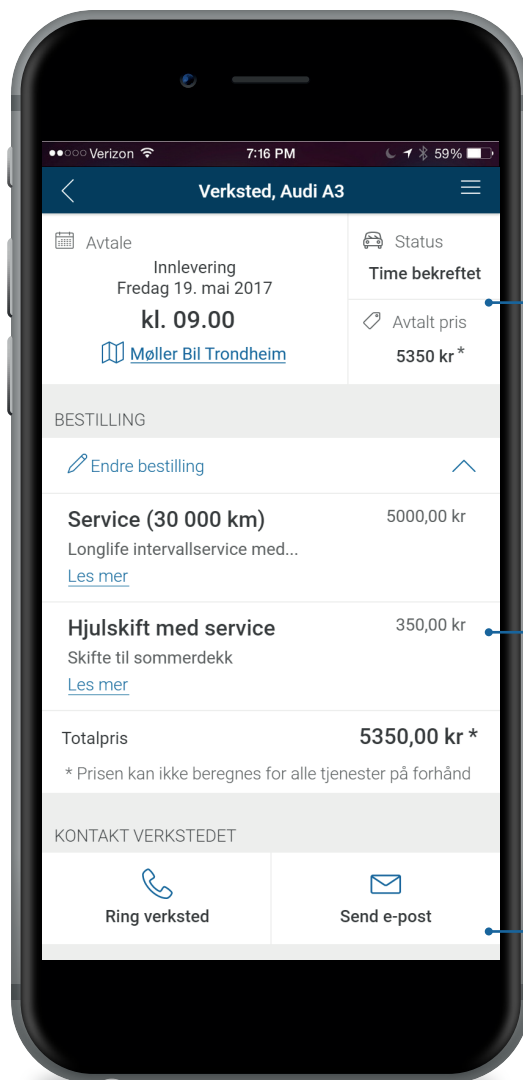 Verizon 7:16 PM 59%
Verksted, Audi A3
Avtale
Innlevering
Fredag 19. mai 2017
kl. 09.00
Møller Bil Trondheim
Status
Time bekreftet
Avtalt pris
5350 kr *
BESTILLING
Endre bestilling
Service (30 000 km) 5000,00 kr
Longlife intervallservice med...
Les mer
Hjulskift med service 350,00 kr
Skifte til sommerdekk
Les mer
Totalpris 5350,00 kr *
* Prisen kan ikke beregnes for alle tjenester på forhånd
KONTAKT VERKSTEDET
Ring verksted
Send e-post